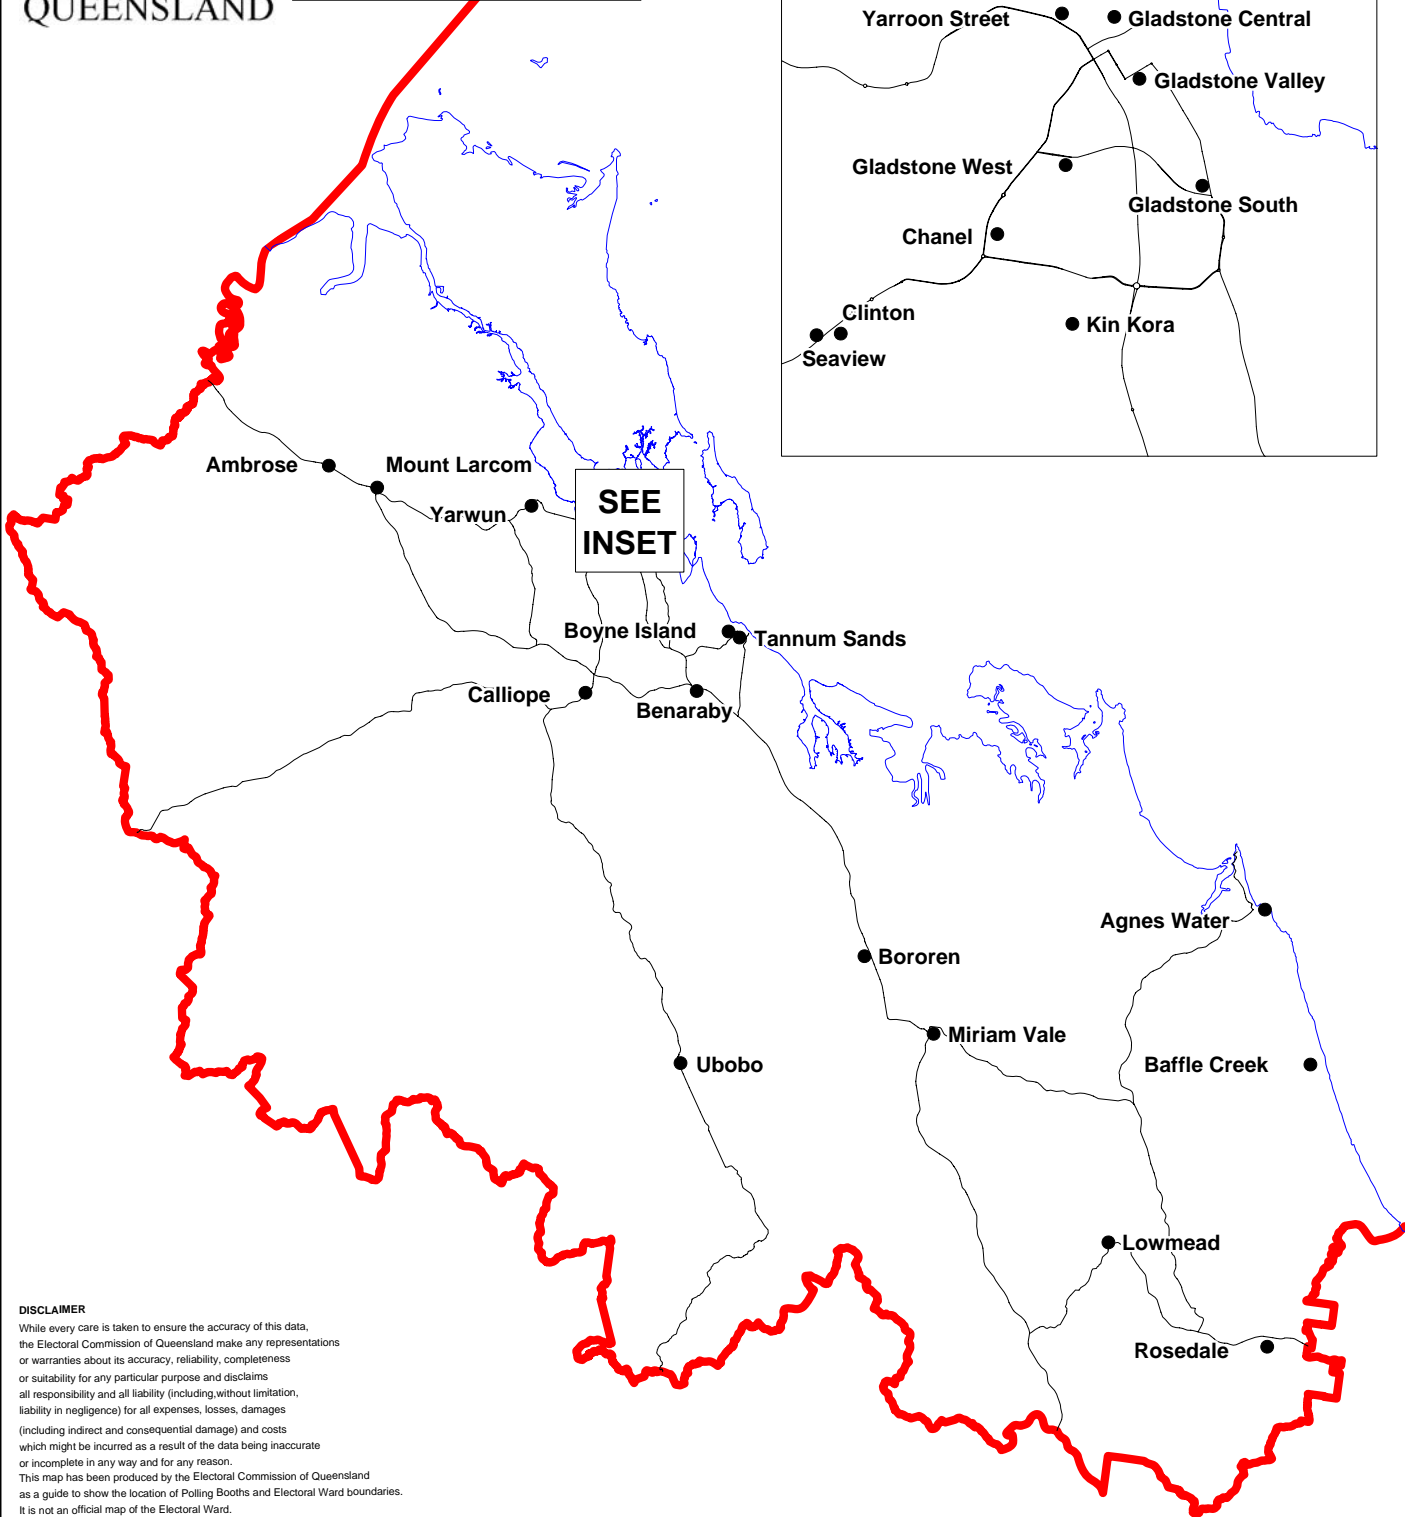 QUEENSLAND
Yarroon Street
Gladstone Central
Gladstone Valley
Gladstone West
Gladstone South
Chanel
Clinton
Kin Kora
Seaview
Ambrose
Mount Larcom
Yarwun
SEE
INSET
Boyne Island
Tannum Sands
Calliope
Benaraby
Agnes Water
Bororen
Miriam Vale
Ubobo
Baffle Creek
Lowmead
Rosedale
DISCLAIMER
While every care is taken to ensure the accuracy of this data,
the Electoral Commission of Queensland make any representations
or warranties about its accuracy, reliability, completeness
or suitability for any particular purpose and disclaims
all responsibility and all liability (including,without limitation,
liability in negligence) for all expenses, losses, damages
(including indirect and consequential damage) and costs
which might be incurred as a result of the data being inaccurate
or incomplete in any way and for any reason.
This map has been produced by the Electoral Commission of Queensland
as a guide to show the location of Polling Booths and Electoral Ward boundaries.
It is not an official map of the Electoral Ward.